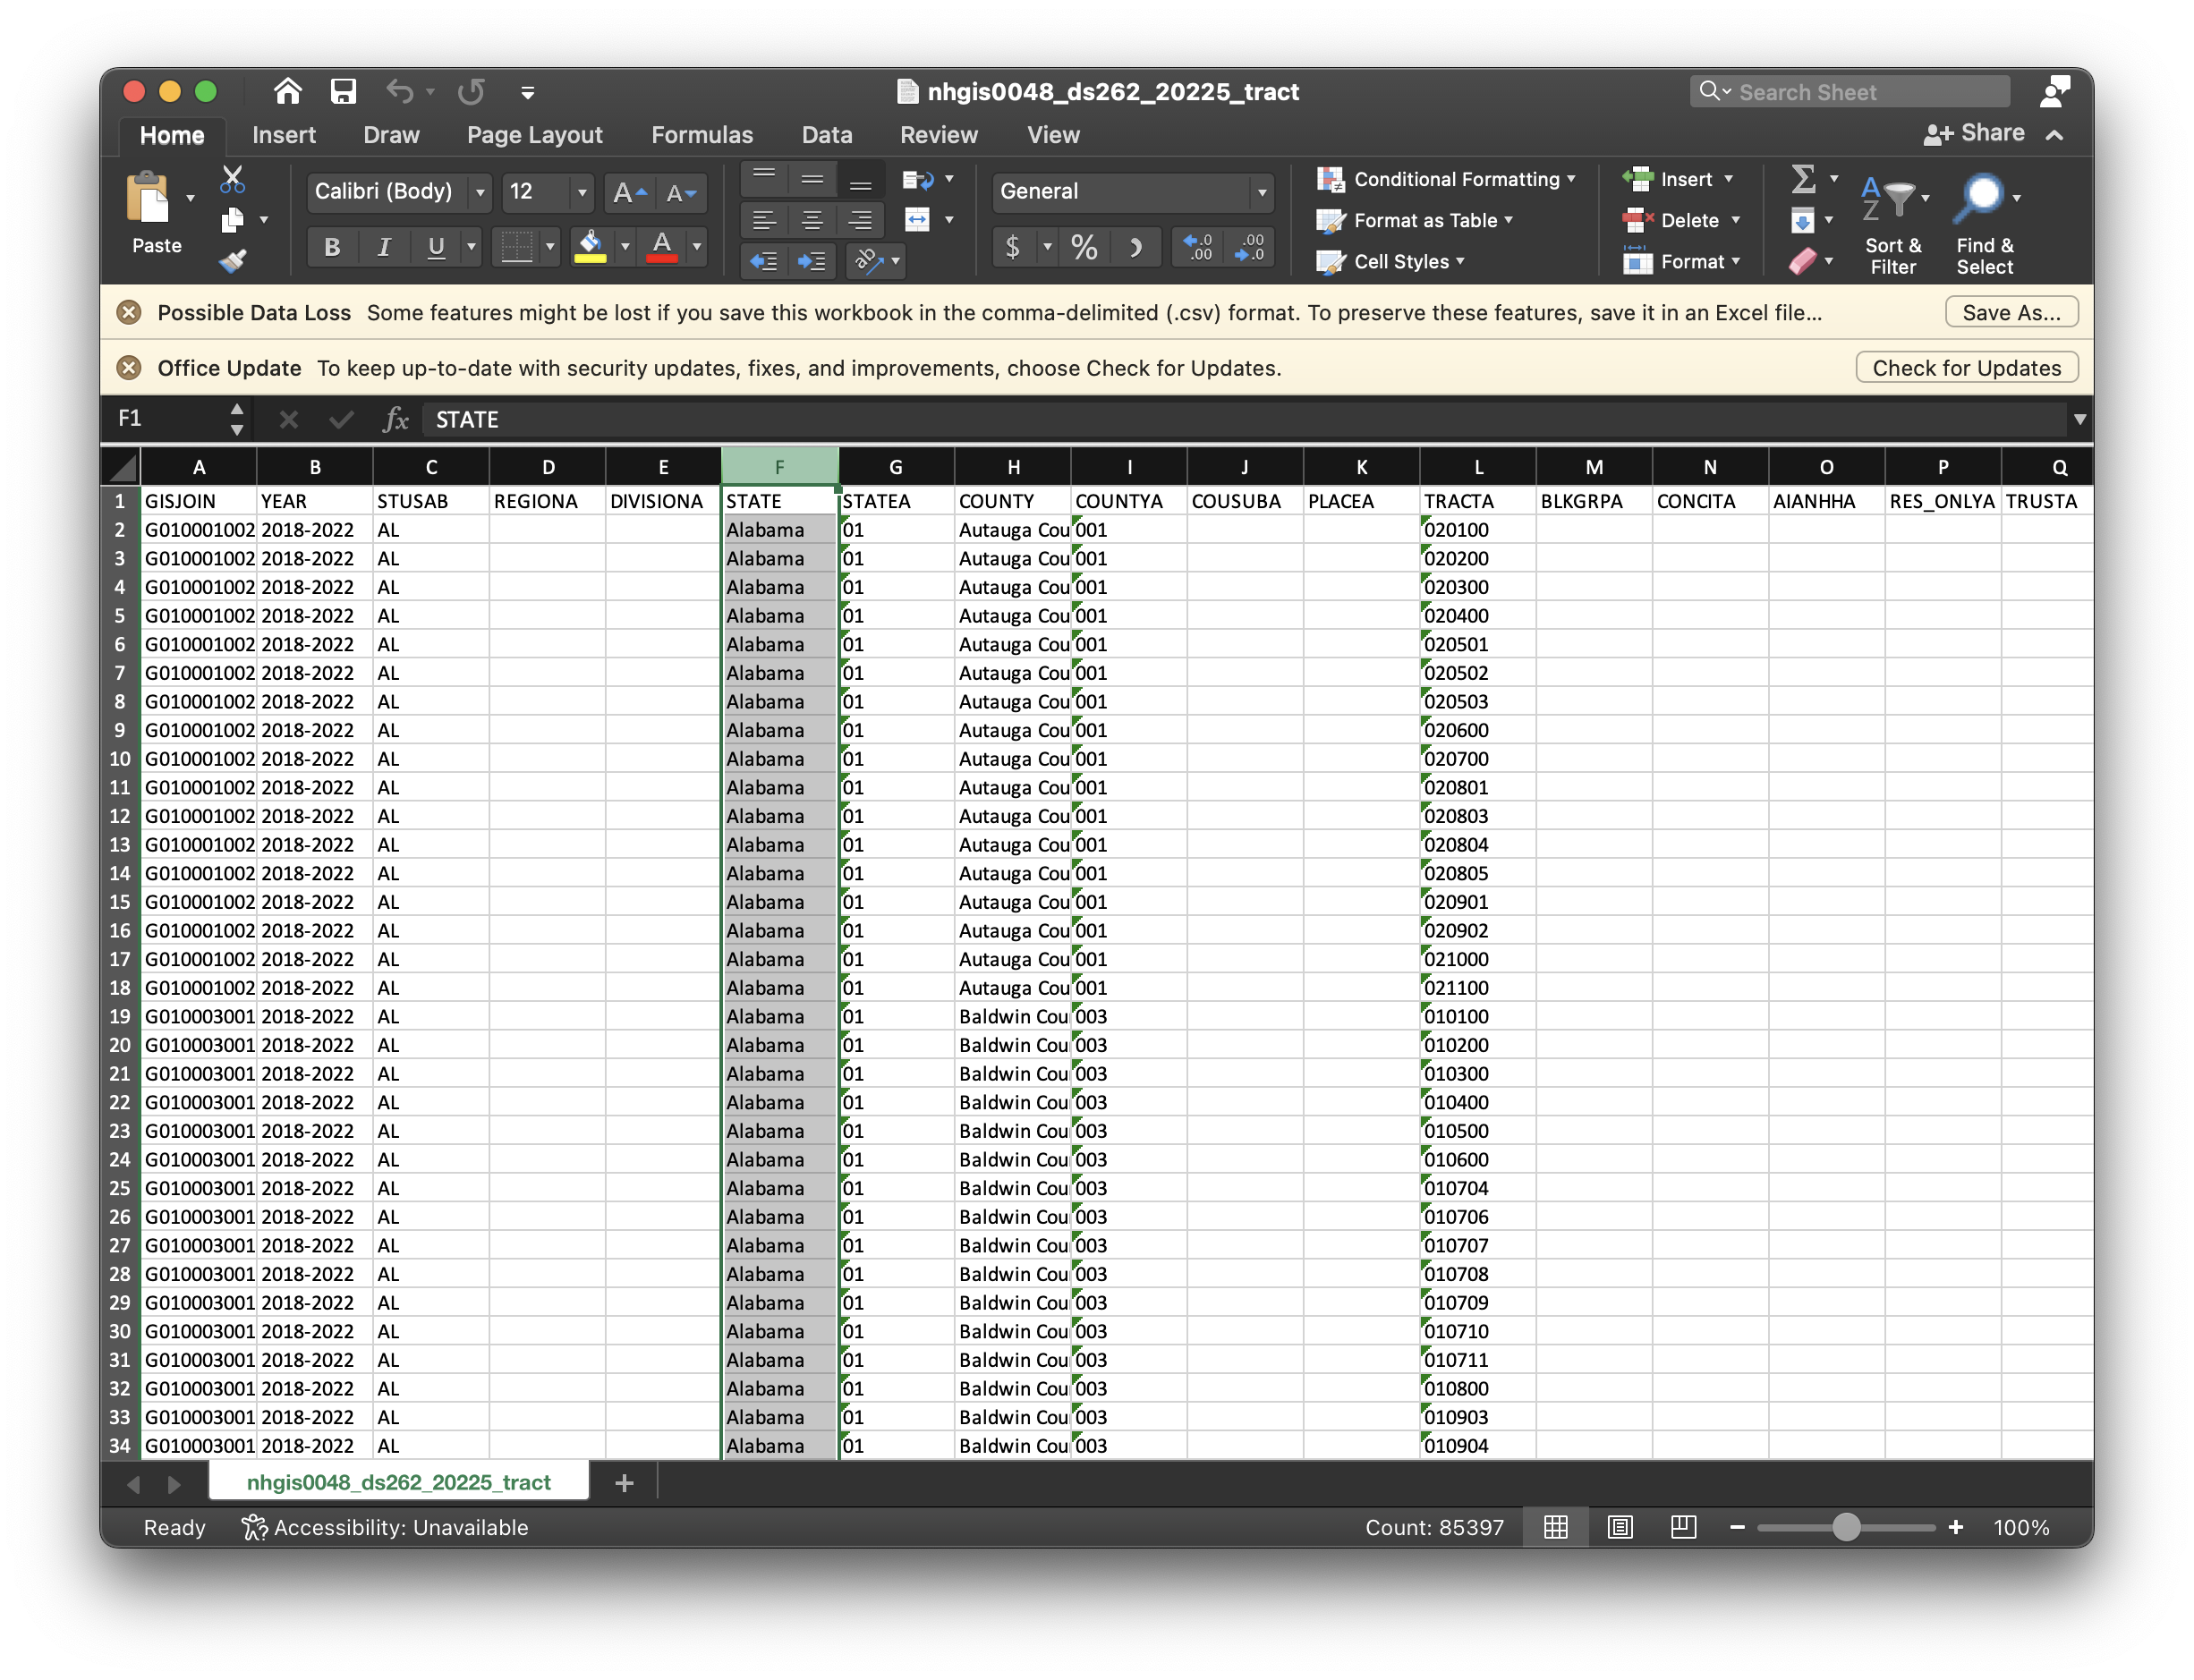 nhgis0048_ds262_20225_tract
Search Sheet
Home Insert Draw Page Layout Formulas Data Review View Share
Paste
Calibri (Body) 12 A A
B I U A
ab
General
$ % .0 .00 .00 .0
Conditional Formatting
Format as Table
Cell Styles
Insert
Delete
Format
A Z
Sort & Filter
Find & Select
Possible Data Loss Some features might be lost if you save this workbook in the comma-delimited (.csv) format. To preserve these features, save it in an Excel file... Save As...
Office Update To keep up-to-date with security updates, fixes, and improvements, choose Check for Updates. Check for Updates
F1 fx STATE
A B C D E F G H I J K L M N O P Q
1 GISJOIN YEAR STUSAB REGIONA DIVISIONA STATE STATEA COUNTY COUNTYA COUSUBA PLACEA TRACTA BLKGRPA CONCITA AIANHHA RES_ONLYA TRUSTA
2 G010001002 2018-2022 AL Alabama 01 Autauga Cou 001 020100
3 G010001002 2018-2022 AL Alabama 01 Autauga Cou 001 020200
4 G010001002 2018-2022 AL Alabama 01 Autauga Cou 001 020300
5 G010001002 2018-2022 AL Alabama 01 Autauga Cou 001 020400
6 G010001002 2018-2022 AL Alabama 01 Autauga Cou 001 020501
7 G010001002 2018-2022 AL Alabama 01 Autauga Cou 001 020502
8 G010001002 2018-2022 AL Alabama 01 Autauga Cou 001 020503
9 G010001002 2018-2022 AL Alabama 01 Autauga Cou 001 020600
10 G010001002 2018-2022 AL Alabama 01 Autauga Cou 001 020700
11 G010001002 2018-2022 AL Alabama 01 Autauga Cou 001 020801
12 G010001002 2018-2022 AL Alabama 01 Autauga Cou 001 020803
13 G010001002 2018-2022 AL Alabama 01 Autauga Cou 001 020804
14 G010001002 2018-2022 AL Alabama 01 Autauga Cou 001 020805
15 G010001002 2018-2022 AL Alabama 01 Autauga Cou 001 020901
16 G010001002 2018-2022 AL Alabama 01 Autauga Cou 001 020902
17 G010001002 2018-2022 AL Alabama 01 Autauga Cou 001 021000
18 G010001002 2018-2022 AL Alabama 01 Autauga Cou 001 021100
19 G010003001 2018-2022 AL Alabama 01 Baldwin Cou 003 010100
20 G010003001 2018-2022 AL Alabama 01 Baldwin Cou 003 010200
21 G010003001 2018-2022 AL Alabama 01 Baldwin Cou 003 010300
22 G010003001 2018-2022 AL Alabama 01 Baldwin Cou 003 010400
23 G010003001 2018-2022 AL Alabama 01 Baldwin Cou 003 010500
24 G010003001 2018-2022 AL Alabama 01 Baldwin Cou 003 010600
25 G010003001 2018-2022 AL Alabama 01 Baldwin Cou 003 010704
26 G010003001 2018-2022 AL Alabama 01 Baldwin Cou 003 010706
27 G010003001 2018-2022 AL Alabama 01 Baldwin Cou 003 010707
28 G010003001 2018-2022 AL Alabama 01 Baldwin Cou 003 010708
29 G010003001 2018-2022 AL Alabama 01 Baldwin Cou 003 010709
30 G010003001 2018-2022 AL Alabama 01 Baldwin Cou 003 010710
31 G010003001 2018-2022 AL Alabama 01 Baldwin Cou 003 010711
32 G010003001 2018-2022 AL Alabama 01 Baldwin Cou 003 010800
33 G010003001 2018-2022 AL Alabama 01 Baldwin Cou 003 010903
34 G010003001 2018-2022 AL Alabama 01 Baldwin Cou 003 010904
nhgis0048_ds262_20225_tract
Ready Accessibility: Unavailable Count: 85397 100%